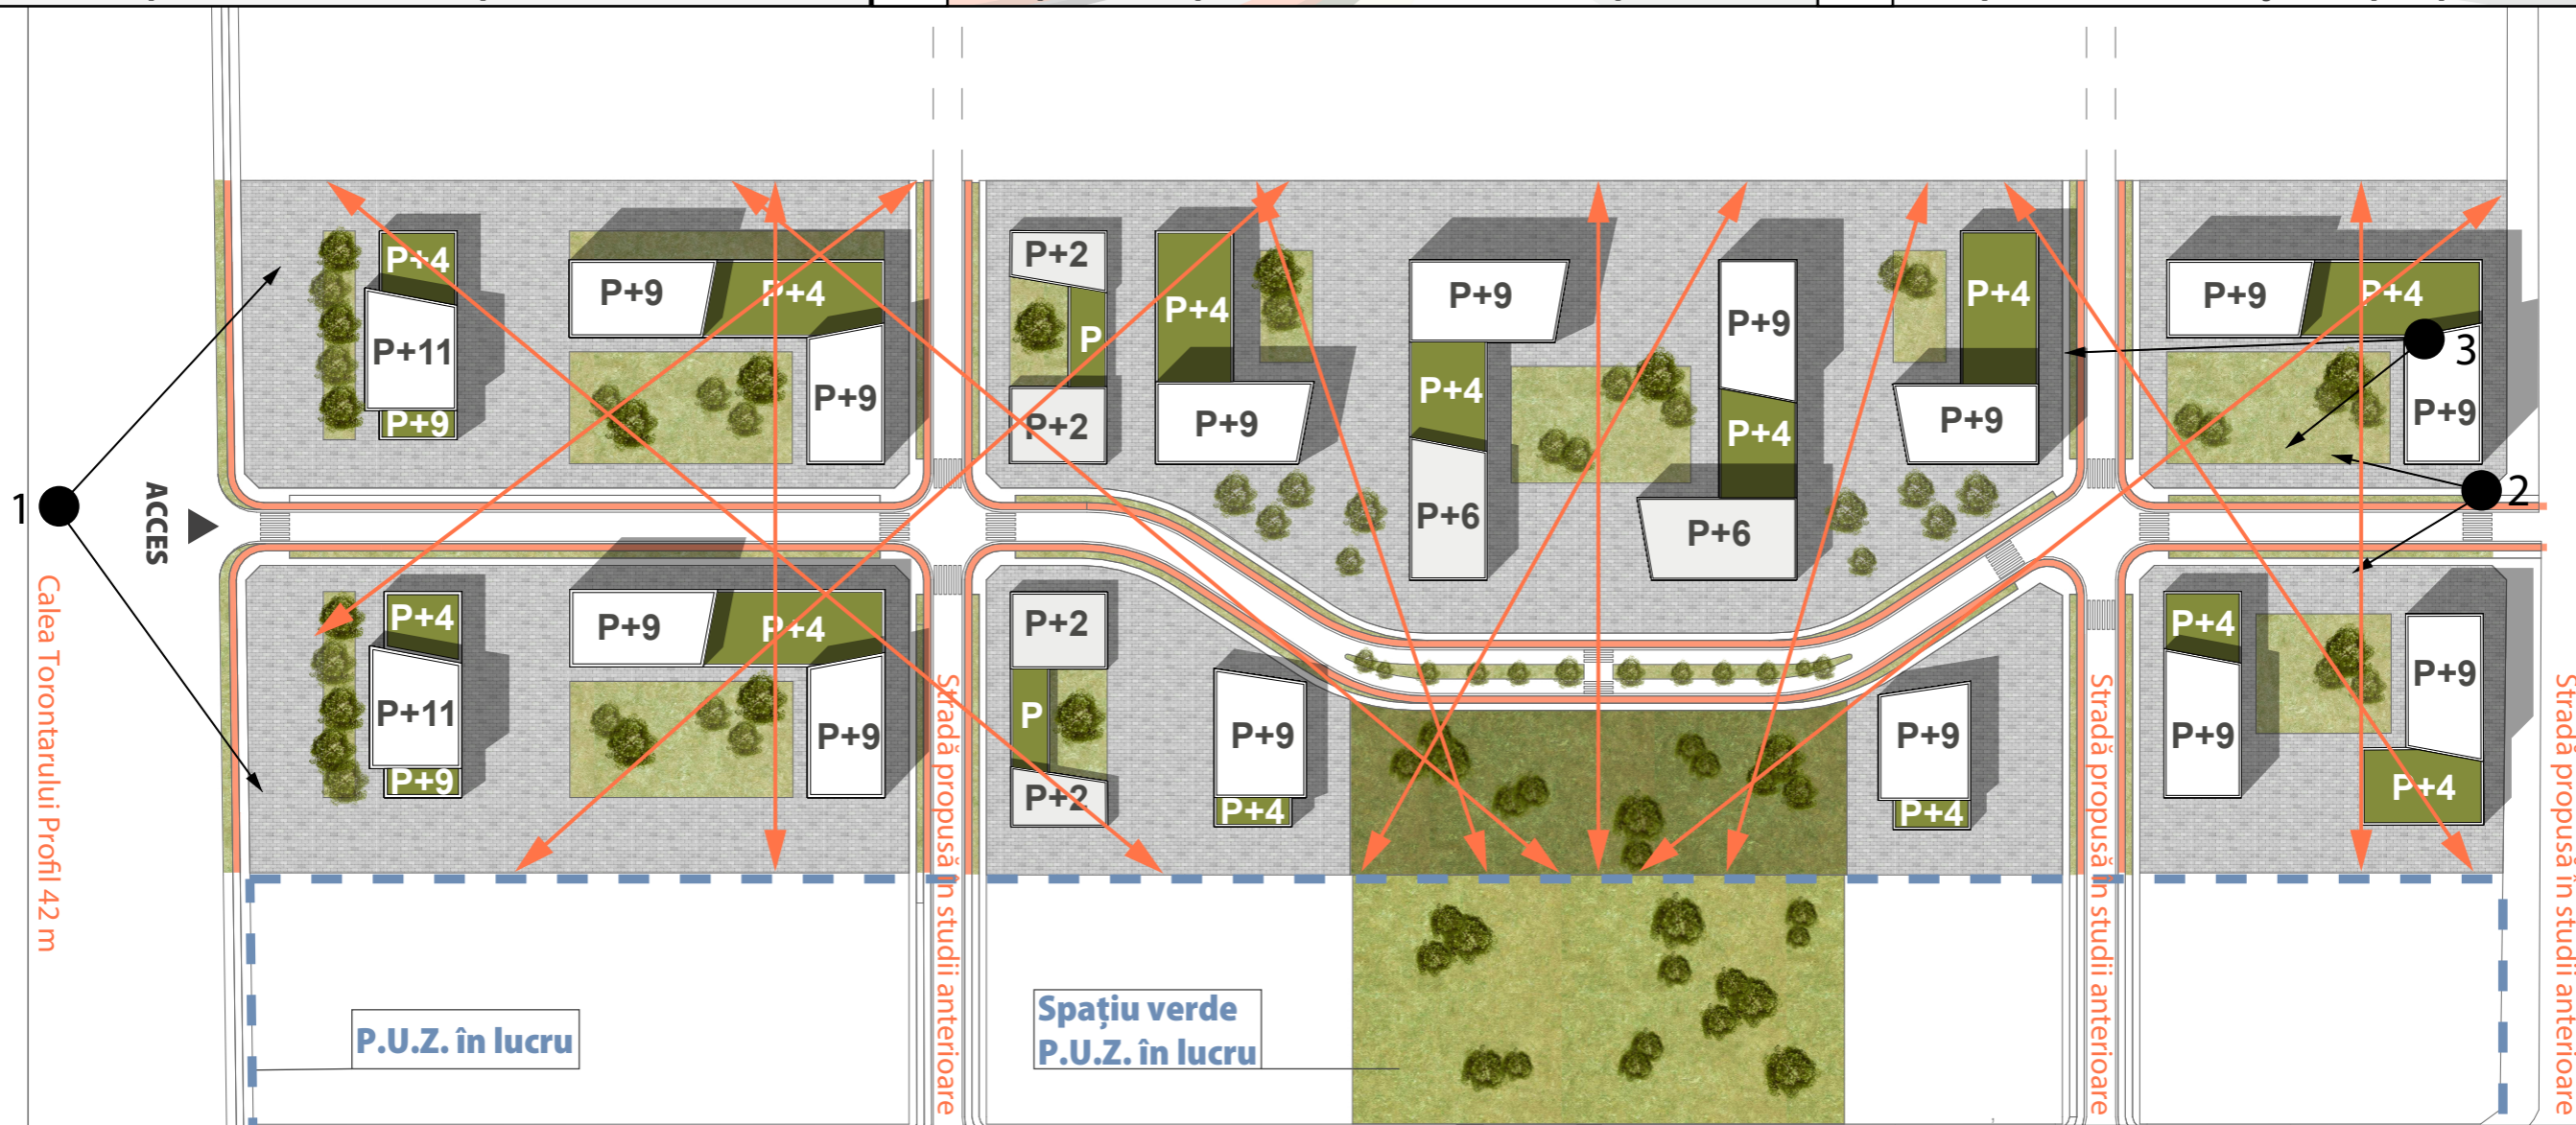 P+4
P+11
P+9
P+9
P+4
P+9
P+2
P
P+2
P+4
P+9
P+9
P+4
P+6
P+9
P+4
P+6
P+4
P+9
P+9
P+4
P+9
3
2
1
ACCES
Calea Torontarului Profil 42 m
P+4
P+11
P+9
P+9
P+4
P+9
Stradă propusă în studii anterioare
P+2
P
P+2
P+9
P+4
P+9
P+4
Stradă propusă în studii anterioare
P+4
P+9
P+9
P+4
Stradă propusă în studii anterioare
P.U.Z. în lucru
Spațiu verde
P.U.Z. în lucru